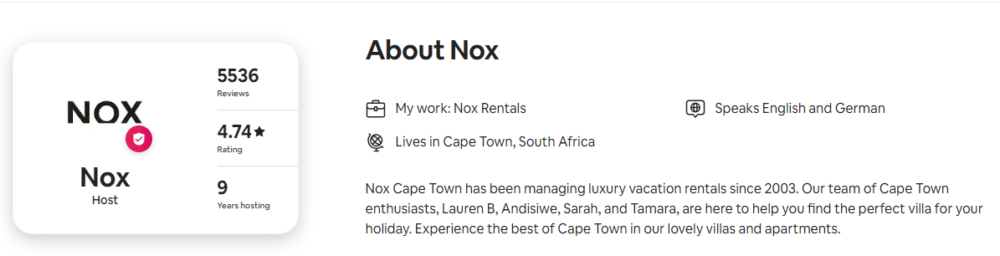 About Nox
NOX
Nox
Host
5536
Reviews
4.74★
Rating
9
Years hosting
My work: Nox Rentals
Speaks English and German
Lives in Cape Town, South Africa
Nox Cape Town has been managing luxury vacation rentals since 2003. Our team of Cape Town
enthusiasts, Lauren B, Andisiwe, Sarah, and Tamara, are here to help you find the perfect villa for your
holiday. Experience the best of Cape Town in our lovely villas and apartments.